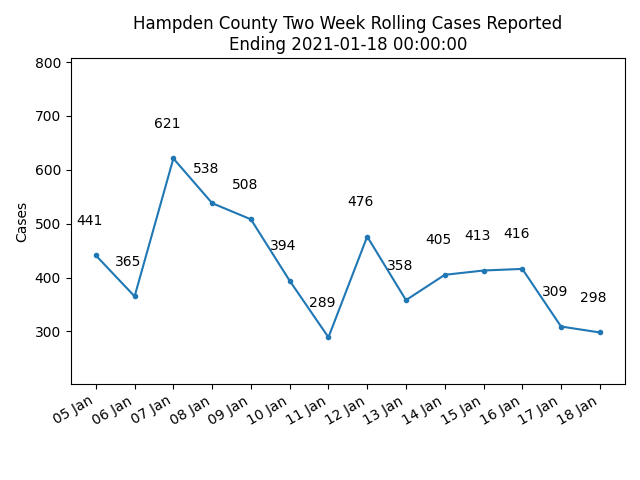 Hampden County Two Week Rolling Cases Reported
Ending 2021-01-18 00:00:00
800
700
600
500
400
300
Cases
441
365
621
538
508
394
289
476
358
405
413
416
309
298
05 Jan
06 Jan
07 Jan
08 Jan
09 Jan
10 Jan
11 Jan
12 Jan
13 Jan
14 Jan
15 Jan
16 Jan
17 Jan
18 Jan